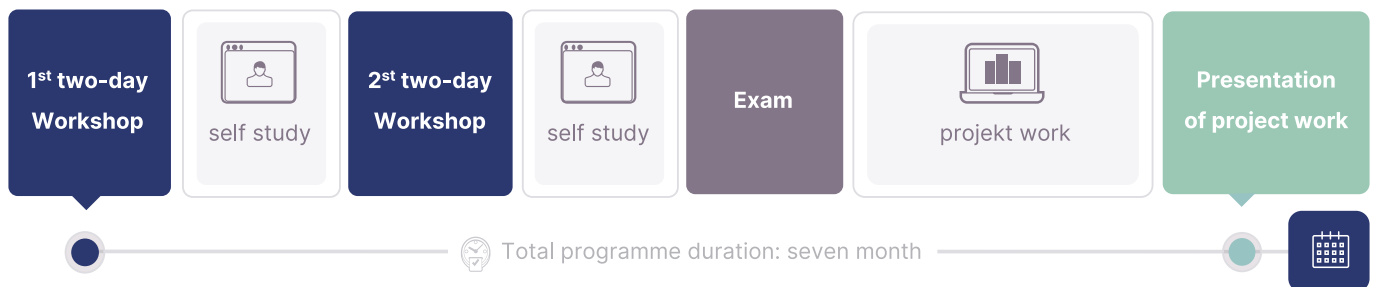 1st two-day
Workshop
self study
2nd two-day
Workshop
self study
Exam
projekt work
Presentation
of project work
Total programme duration: seven month